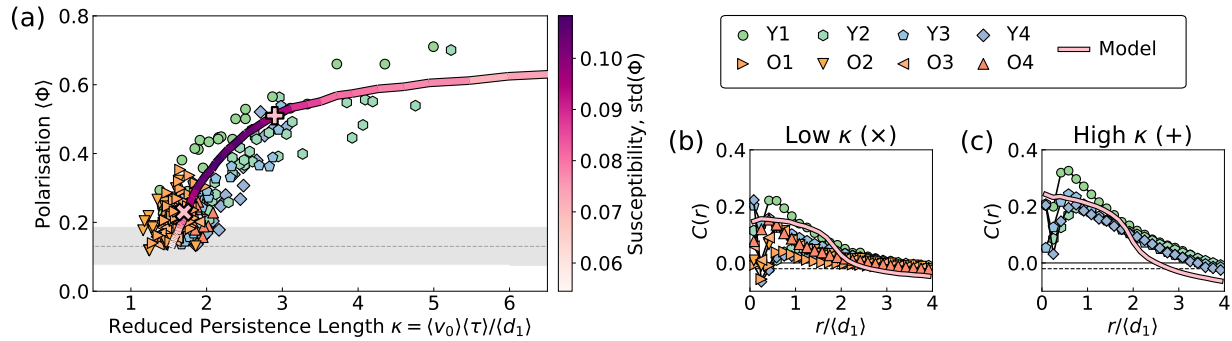 (a)
0.8
0.6
0.4
0.2
0.0
Polarisation ⟨Φ⟩
1 2 3 4 5 6
Reduced Persistence Length κ = ⟨v₀⟩⟨τ⟩/⟨d₁⟩
0.10
0.09
0.08
0.07
0.06
Susceptibility, std(Φ)
Y1 Y2 Y3 Y4 Model
O1 O2 O3 O4
(b) Low κ (×)
0.4
0.2
0.0
C(r)
0 1 2 3 4
r/⟨d₁⟩
(c) High κ (+)
0.4
0.2
0.0
C(r)
0 1 2 3 4
r/⟨d₁⟩